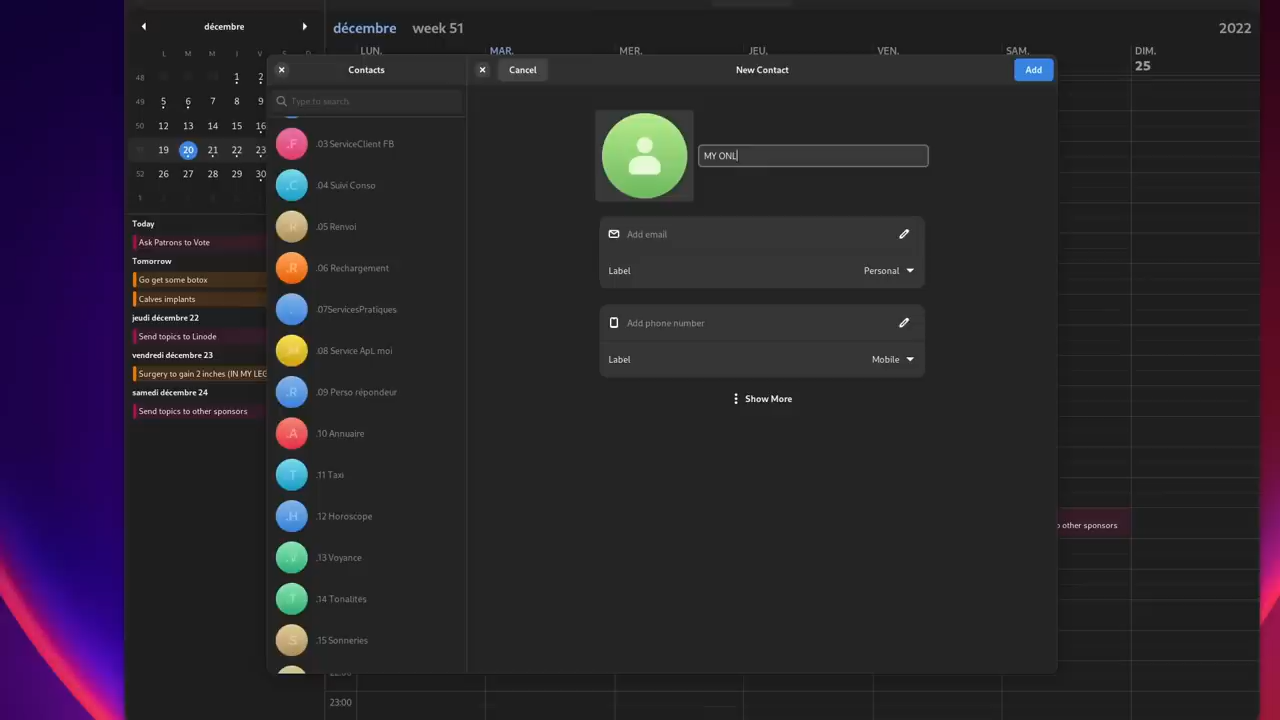 décembre
L M M J V S D
48 1 2
49 5 6 7 8 9
50 12 13 14 15 16
19 20 21 22 23
52 26 27 28 29 30
1
Today
Ask Patrons to Vote
Tomorrow
Go get some botox
Calves implants
jeudi décembre 22
Send topics to Linode
vendredi décembre 23
Surgery to gain 2 inches (IN MY LEG
samedi décembre 24
Send topics to other sponsors
décembre week 51
2022
LUN. MAR. MER. JEU. VEN. SAM. DIM.
25
Contacts
Type to search
.F .03 ServiceClient FB
.C .04 Suivi Conso
R .05 Renvoi
.R .06 Rechargement
.07ServicesPratiques
.08 Service ApL moi
.R .09 Perso répondeur
.A .10 Annuaire
T .11 Taxi
.H .12 Horoscope
V .13 Voyance
T .14 Tonalités
S .15 Sonneries
Cancel
New Contact
Add
MY ONL
Add email
Label Personal
Add phone number
Label Mobile
Show More
o other sponsors
23:00